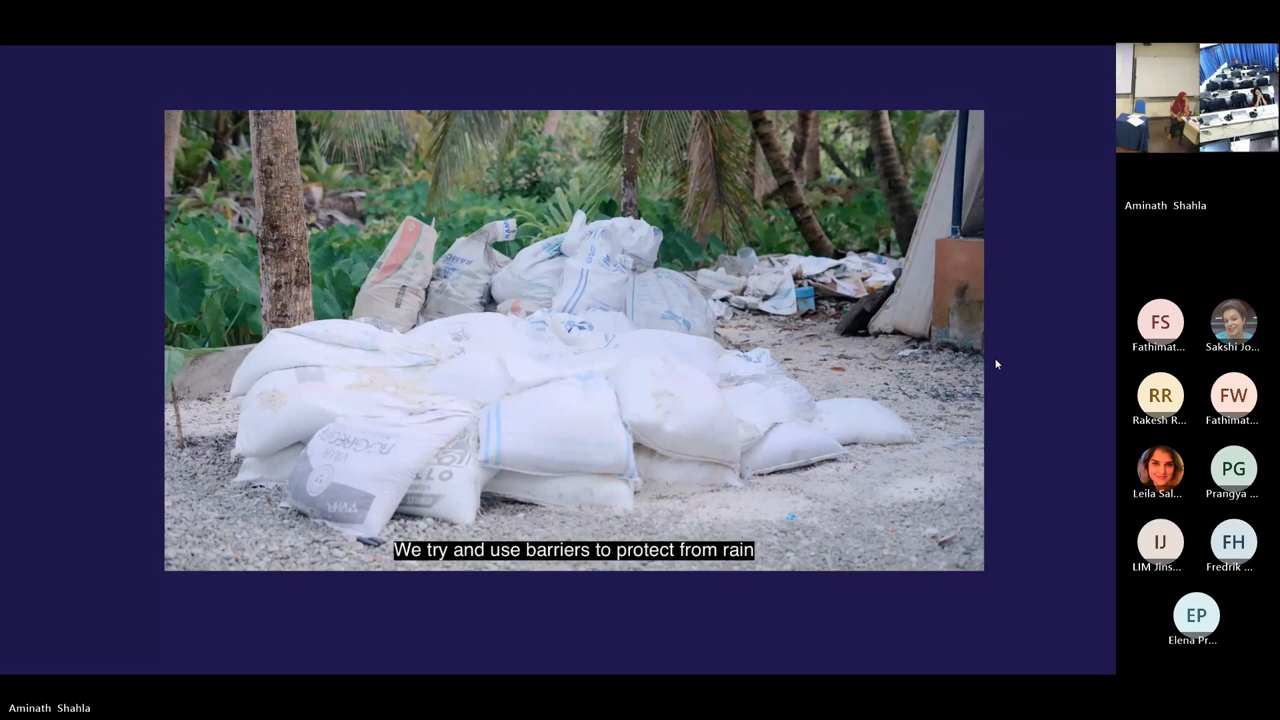 We try and use barriers to protect from rain
Aminath Shahla
FS
Fathimat...
Sakshi Jo...
RR
Rakesh R...
FW
Fathimat...
Leila Sal...
PG
Prangya ...
IJ
LIM Jins...
FH
Fredrik ...
EP
Elena Pr...
Aminath Shahla